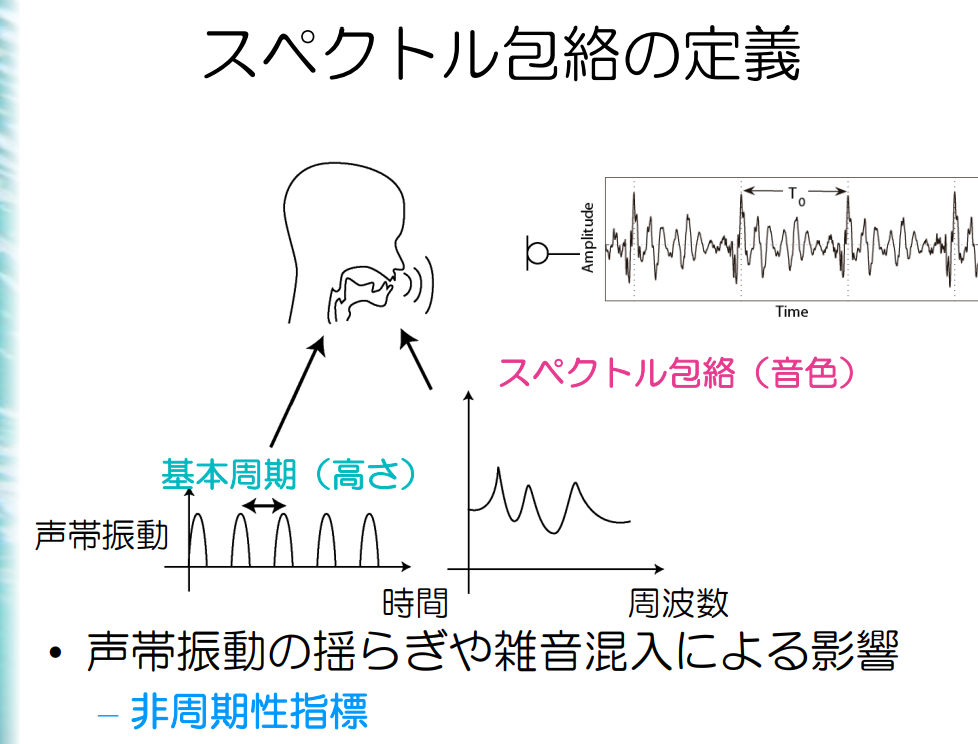 スペクトル包絡の定義
T0
Amplitude
Time
スペクトル包絡（音色）
基本周期（高さ）
声帯振動
時間
周波数
• 声帯振動の揺らぎや雑音混入による影響
– 非周期性指標